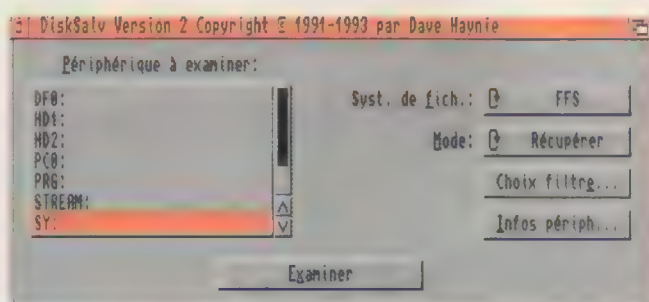 DiskSalv Version 2 Copyright © 1991-1993 par Dave Haynie
Périphérique à examiner:
DF0:
HD1:
HD2:
PC0:
PRG:
STREAM:
SY:
Syst. de fich.: FFS
Mode: Récupérer
Choix filtre...
Infos périph...
Examiner